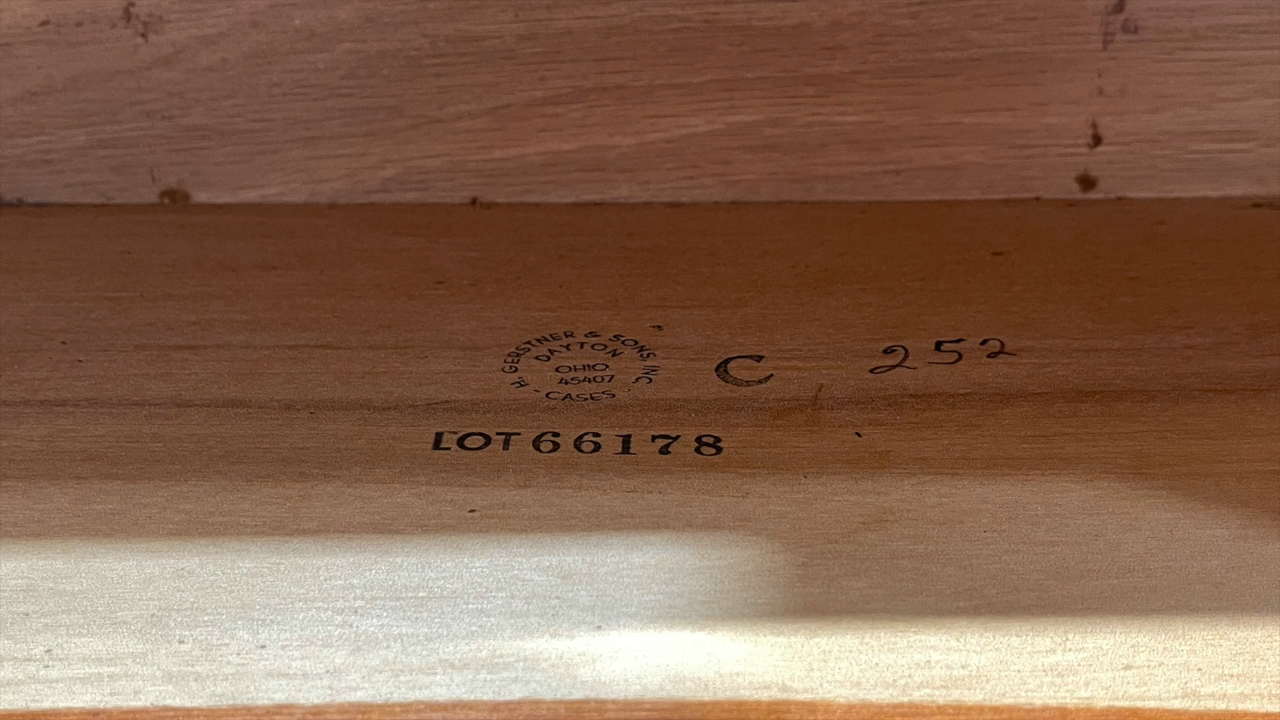 H. GERSTNER & SONS, INC.
DAYTON
OHIO
45407
CASES
C
252
LOT 66178